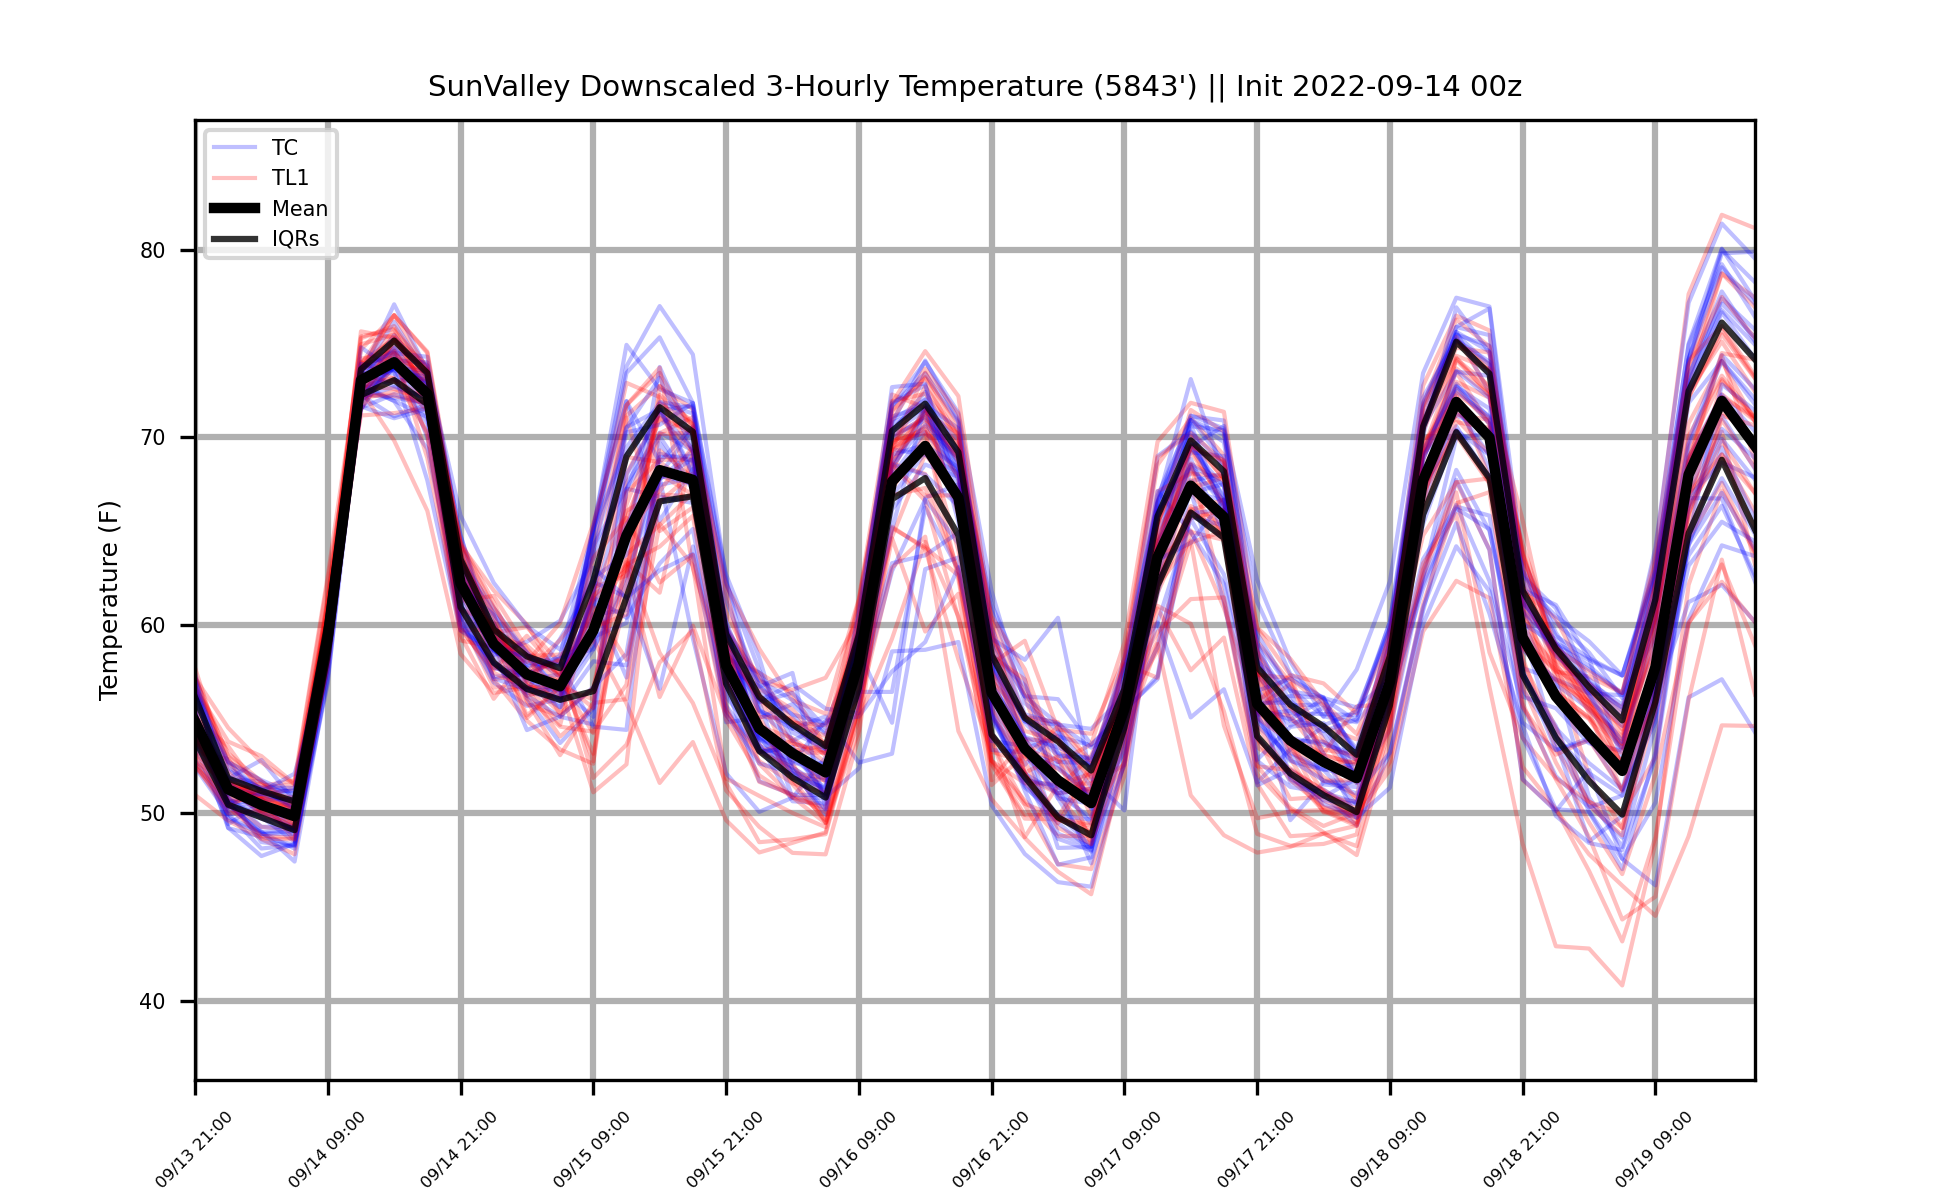 SunValley Downscaled 3-Hourly Temperature (5843') || Init 2022-09-14 00z
TC
TL1
Mean
IQRs
Temperature (F)
80
70
60
50
40
09/13 21:00
09/14 09:00
09/14 21:00
09/15 09:00
09/15 21:00
09/16 09:00
09/16 21:00
09/17 09:00
09/17 21:00
09/18 09:00
09/18 21:00
09/19 09:00